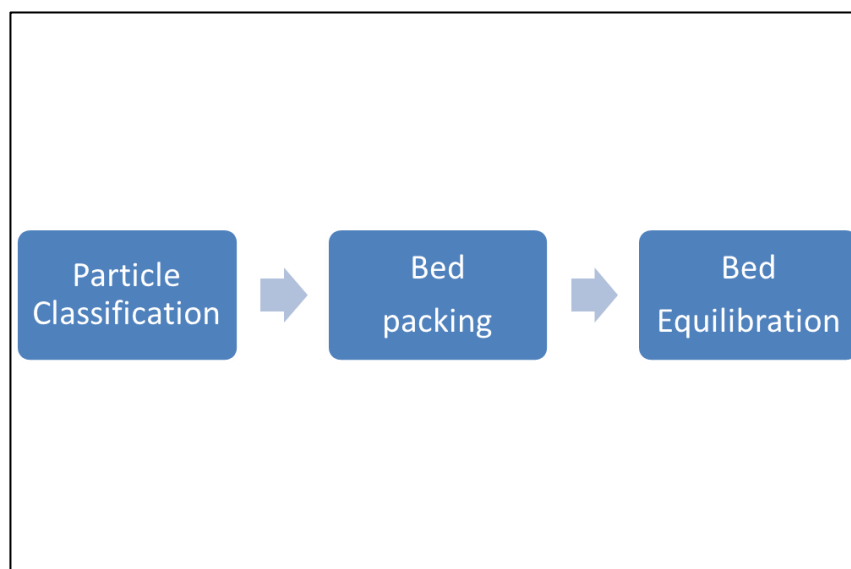 Particle
Classification
Bed
packing
Bed
Equilibration